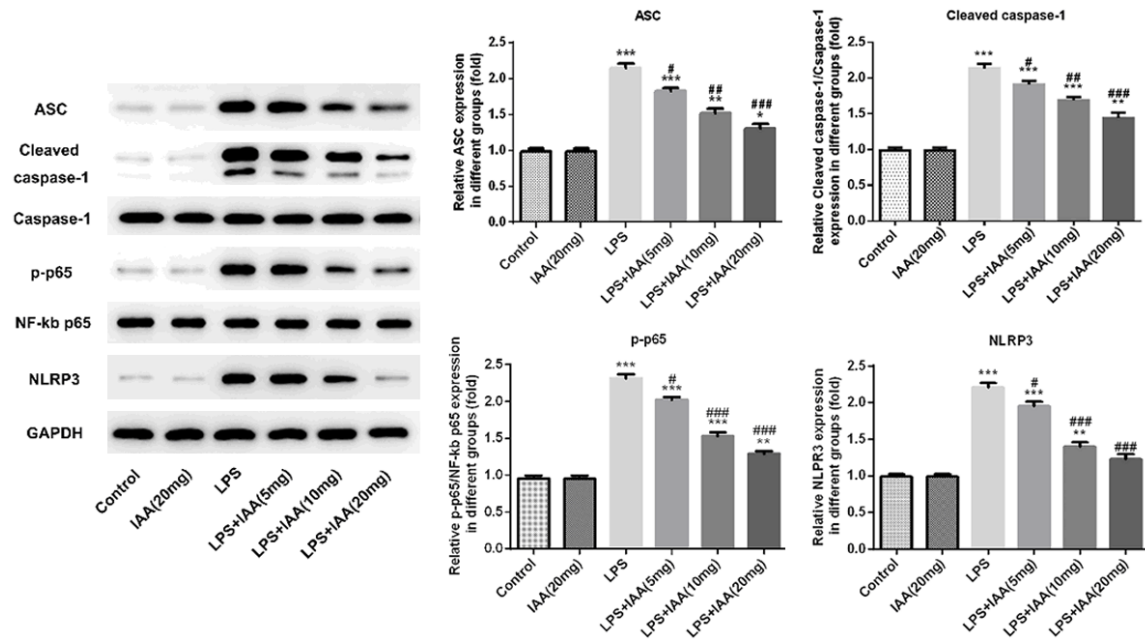 ASC
Cleaved
caspase-1
Caspase-1
p-p65
NF-kb p65
NLRP3
GAPDH
Control
IAA(20mg)
LPS
LPS+IAA(5mg)
LPS+IAA(10mg)
LPS+IAA(20mg)
ASC
Relative ASC expression
in different groups (fold)
2.5
2.0
1.5
1.0
0.5
0.0
***
#
***
##
**
###
*
Control
IAA(20mg)
LPS
LPS+IAA(5mg)
LPS+IAA(10mg)
LPS+IAA(20mg)
Cleaved caspase-1
Relative Cleaved caspase-1/Csapase-1
expression in different groups (fold)
2.5
2.0
1.5
1.0
0.5
0.0
***
#
***
##
***
###
**
Control
IAA(20mg)
LPS
LPS+IAA(5mg)
LPS+IAA(10mg)
LPS+IAA(20mg)
p-p65
Relative p-p65/NF-kb p65 expression
in different groups (fold)
2.5
2.0
1.5
1.0
0.5
0.0
***
#
***
###
***
###
**
Control
IAA(20mg)
LPS
LPS+IAA(5mg)
LPS+IAA(10mg)
LPS+IAA(20mg)
NLRP3
Relative NLPR3 expression
in different groups (fold)
2.5
2.0
1.5
1.0
0.5
0.0
***
#
***
###
**
###
Control
IAA(20mg)
LPS
LPS+IAA(5mg)
LPS+IAA(10mg)
LPS+IAA(20mg)